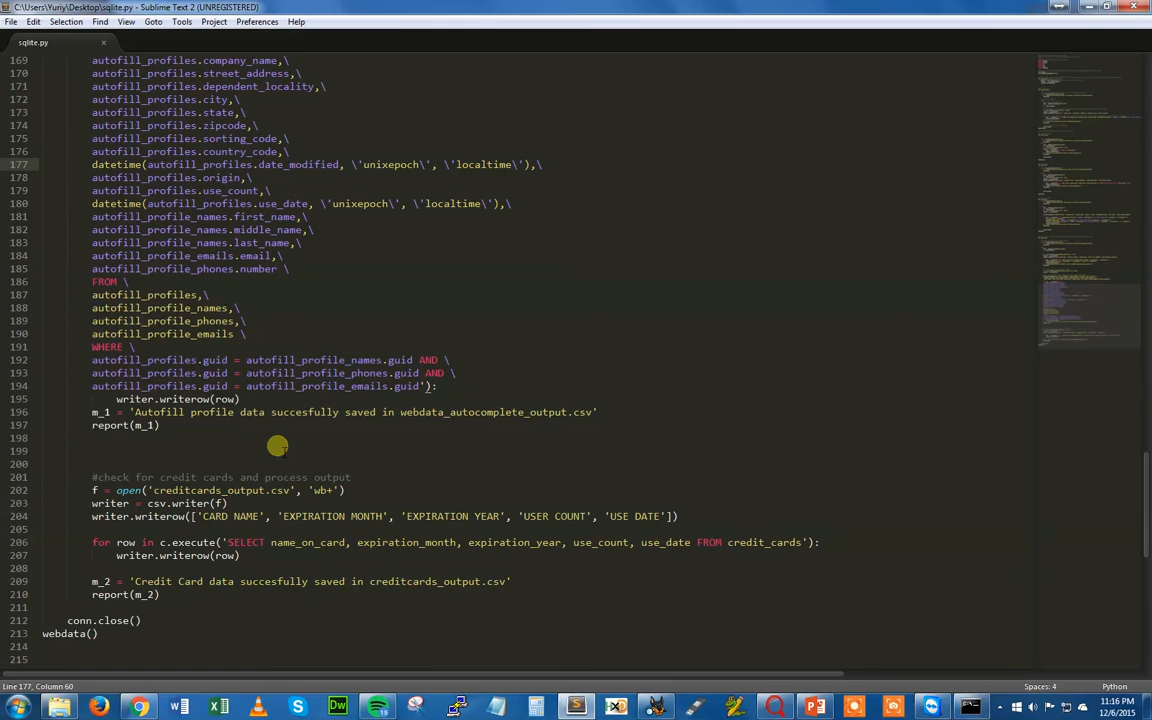 C:\Users\Yuriy\Desktop\sqlite.py - Sublime Text 2 (UNREGISTERED)
File Edit Selection Find View Goto Tools Project Preferences Help
sqlite.py ×
169 autofill_profiles.company_name,\
170 autofill_profiles.street_address,\
171 autofill_profiles.dependent_locality,\
172 autofill_profiles.city,\
173 autofill_profiles.state,\
174 autofill_profiles.zipcode,\
175 autofill_profiles.sorting_code,\
176 autofill_profiles.country_code,\
177 datetime(autofill_profiles.date_modified, \'unixepoch\', \'localtime\'),\
178 autofill_profiles.origin,\
179 autofill_profiles.use_count,\
180 datetime(autofill_profiles.use_date, \'unixepoch\', \'localtime\'),\
181 autofill_profile_names.first_name,\
182 autofill_profile_names.middle_name,\
183 autofill_profile_names.last_name,\
184 autofill_profile_emails.email,\
185 autofill_profile_phones.number \
186 FROM \
187 autofill_profiles,\
188 autofill_profile_names,\
189 autofill_profile_phones,\
190 autofill_profile_emails \
191 WHERE \
192 autofill_profiles.guid = autofill_profile_names.guid AND \
193 autofill_profiles.guid = autofill_profile_phones.guid AND \
194 autofill_profiles.guid = autofill_profile_emails.guid'):
195 writer.writerow(row)
196 m_1 = 'Autofill profile data succesfully saved in webdata_autocomplete_output.csv'
197 report(m_1)
198
199
200
201 #check for credit cards and process output
202 f = open('creditcards_output.csv', 'wb+')
203 writer = csv.writer(f)
204 writer.writerow(['CARD NAME', 'EXPIRATION MONTH', 'EXPIRATION YEAR', 'USER COUNT', 'USE DATE'])
205
206 for row in c.execute('SELECT name_on_card, expiration_month, expiration_year, use_count, use_date FROM credit_cards'):
207 writer.writerow(row)
208
209 m_2 = 'Credit Card data succesfully saved in creditcards_output.csv'
210 report(m_2)
211
212 conn.close()
213 webdata()
214
215
Line 177, Column 60 Spaces: 4 Python
11:16 PM
12/6/2015